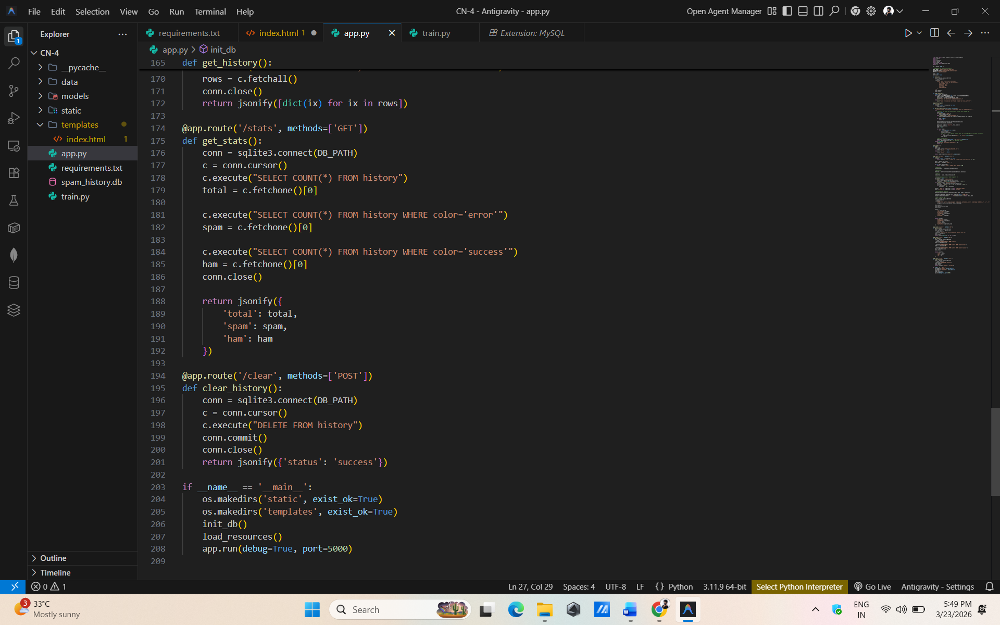 File Edit Selection View Go Run Terminal Help
CN-4 - Antigravity - app.py
Open Agent Manager
Explorer
requirements.txt
index.html 1
app.py
train.py
Extension: MySQL
1
CN-4
__pycache__
data
models
static
templates
index.html 1
app.py
requirements.txt
spam_history.db
train.py
Outline
Timeline
app.py > init_db
165 def get_history():
170 rows = c.fetchall()
171 conn.close()
172 return jsonify([dict(ix) for ix in rows])
173
174 @app.route('/stats', methods=['GET'])
175 def get_stats():
176 conn = sqlite3.connect(DB_PATH)
177 c = conn.cursor()
178 c.execute("SELECT COUNT(*) FROM history")
179 total = c.fetchone()[0]
180
181 c.execute("SELECT COUNT(*) FROM history WHERE color='error'")
182 spam = c.fetchone()[0]
183
184 c.execute("SELECT COUNT(*) FROM history WHERE color='success'")
185 ham = c.fetchone()[0]
186 conn.close()
187
188 return jsonify({
189 'total': total,
190 'spam': spam,
191 'ham': ham
192 })
193
194 @app.route('/clear', methods=['POST'])
195 def clear_history():
196 conn = sqlite3.connect(DB_PATH)
197 c = conn.cursor()
198 c.execute("DELETE FROM history")
199 conn.commit()
200 conn.close()
201 return jsonify({'status': 'success'})
202
203 if __name__ == '__main__':
204 os.makedirs('static', exist_ok=True)
205 os.makedirs('templates', exist_ok=True)
206 init_db()
207 load_resources()
208 app.run(debug=True, port=5000)
209
0 1
Ln 27, Col 29 Spaces: 4 UTF-8 LF {} Python 3.11.9 64-bit Select Python Interpreter Go Live Antigravity - Settings
3
33°C
Mostly sunny
Search
ENG
IN
5:49 PM
3/23/2026